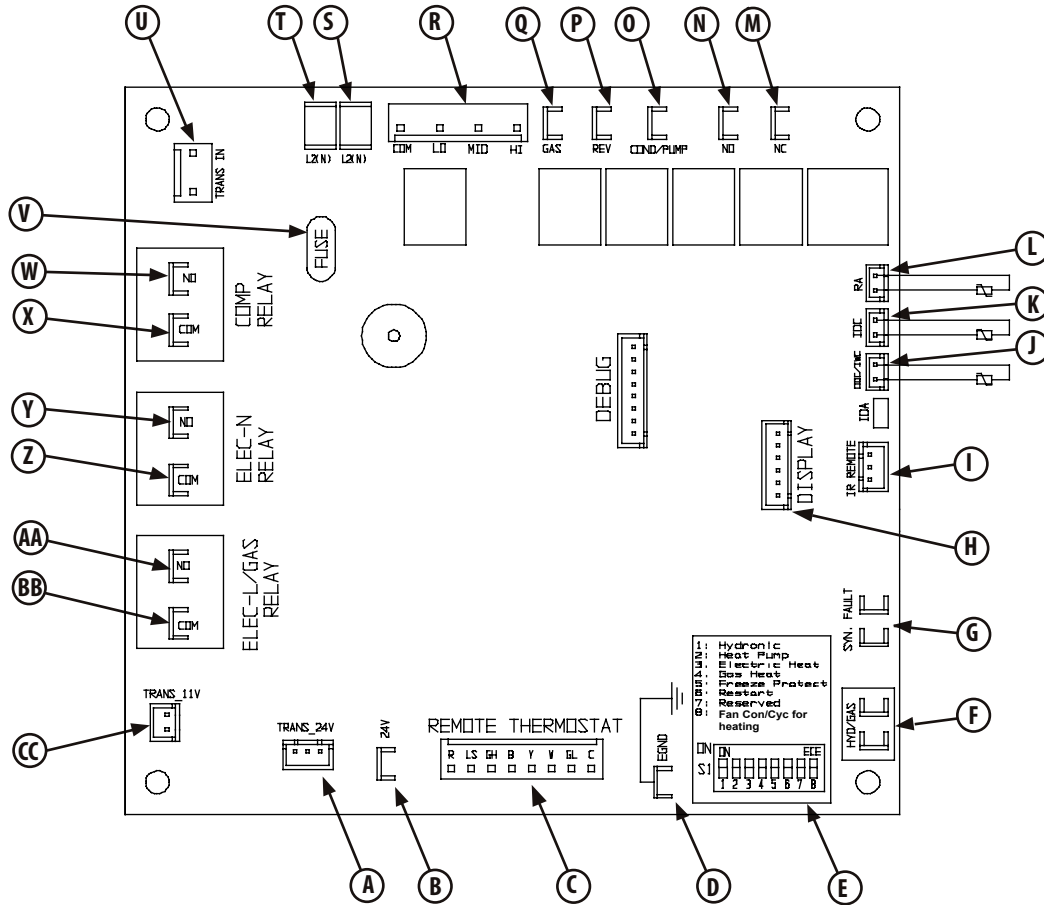 U
T
S
R
Q
P
O
N
M
TRANS IN
L2(N)
L2(N)
COM LO MID HI
GAS
REV
COND/PUMP
NO
NC
V
FUSE
W
NO
X
COM
COMP RELAY
L
RA
K
IDC
J
Y
NO
Z
COM
ELEC-N RELAY
DEBUG
IDA
DISPLAY
IR REMOTE
I
H
AA
NO
BB
COM
ELEC-L/GAS RELAY
SYN. FAULT
G
1: Hydronic
2: Heat Pump
3. Electric Heat
4. Gas Heat
5: Freeze Protect
6: Restart
7: Reserved
8: Fan Con/Cyc for heating
HYD/GAS
F
TRANS_11V
CC
TRANS_24V
24V
REMOTE THERMOSTAT
R LS GH B Y W GL C
EGND
ON
S1
ON ECE
1 2 3 4 5 6 7 8
A
B
C
D
E